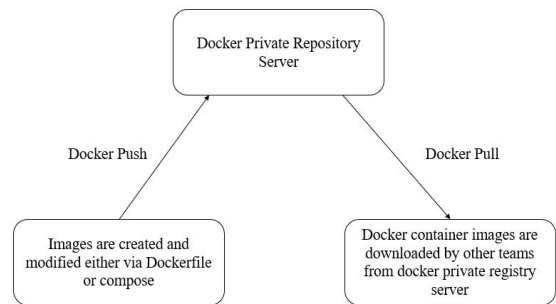 Docker Private Repository
Server
Docker Push
Docker Pull
Images are created and
modified either via Dockerfile
or compose
Docker container images are
downloaded by other teams
from docker private registry
server